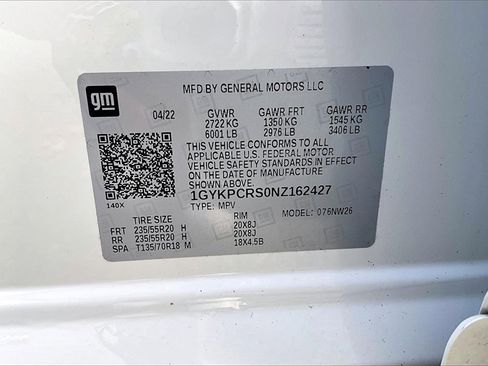 MFD BY GENERAL MOTORS LLC
gm
04/22 GVWR GAWR FRT GAWR RR
2722 KG 1350 KG 1545 KG
6001 LB 2976 LB 3406 LB
THIS VEHICLE CONFORMS TO ALL
APPLICABLE U.S. FEDERAL MOTOR
VEHICLE SAFETY STANDARDS IN EFFECT
ON THE DATE OF MANUFACTURE
SHOWN ABOVE.
1GYKPCRS0NZ162427
140X
TYPE: MPV MODEL: 076NW26
TIRE SIZE RIM
FRT 235/55R20 H 20X8J
RR 235/55R20 H 20X8J
SPA T135/70R18 M 18X4.5B